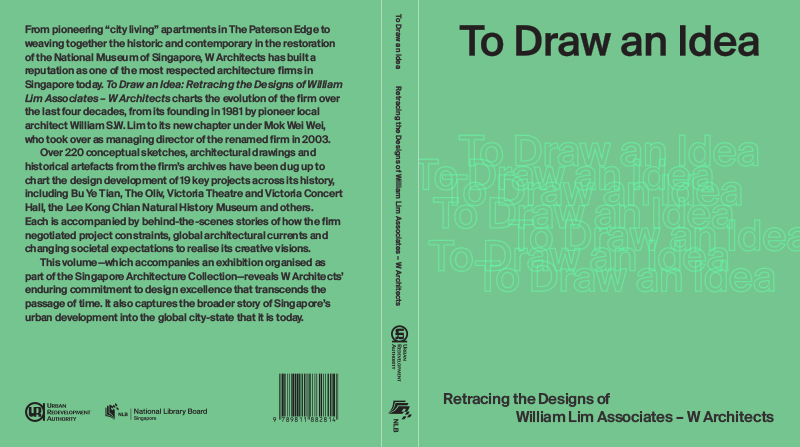 From pioneering “city living” apartments in The Paterson Edge to
weaving together the historic and contemporary in the restoration
of the National Museum of Singapore, W Architects has built a
reputation as one of the most respected architecture firms in
Singapore today. To Draw an Idea: Retracing the Designs of William
Lim Associates – W Architects charts the evolution of the firm over
the last four decades, from its founding in 1981 by pioneer local
architect William S.W. Lim to its new chapter under Mok Wei Wei,
who took over as managing director of the renamed firm in 2003.
Over 220 conceptual sketches, architectural drawings and
historical artefacts from the firm’s archives have been dug up to
chart the design development of 19 key projects across its history,
including Bu Ye Tian, The Oliv, Victoria Theatre and Victoria Concert
Hall, the Lee Kong Chian Natural History Museum and others.
Each is accompanied by behind-the-scenes stories of how the firm
negotiated project constraints, global architectural currents and
changing societal expectations to realise its creative visions.
This volume—which accompanies an exhibition organised as
part of the Singapore Architecture Collection—reveals W Architects’
enduring commitment to design excellence that transcends the
passage of time. It also captures the broader story of Singapore’s
urban development into the global city-state that it is today.
URBAN
REDEVELOPMENT
AUTHORITY
NLB
National Library Board
Singapore
9 789811 882814
To Draw an Idea
Retracing the Designs of William Lim Associates – W Architects
URBAN
REDEVELOPMENT
AUTHORITY
NLB
To Draw an Idea
To Draw an Idea
To Draw an Idea
To Draw an Idea
To Draw an Idea
To Draw an Idea
To Draw an Idea
To Draw an Idea
Retracing the Designs of
William Lim Associates – W Architects